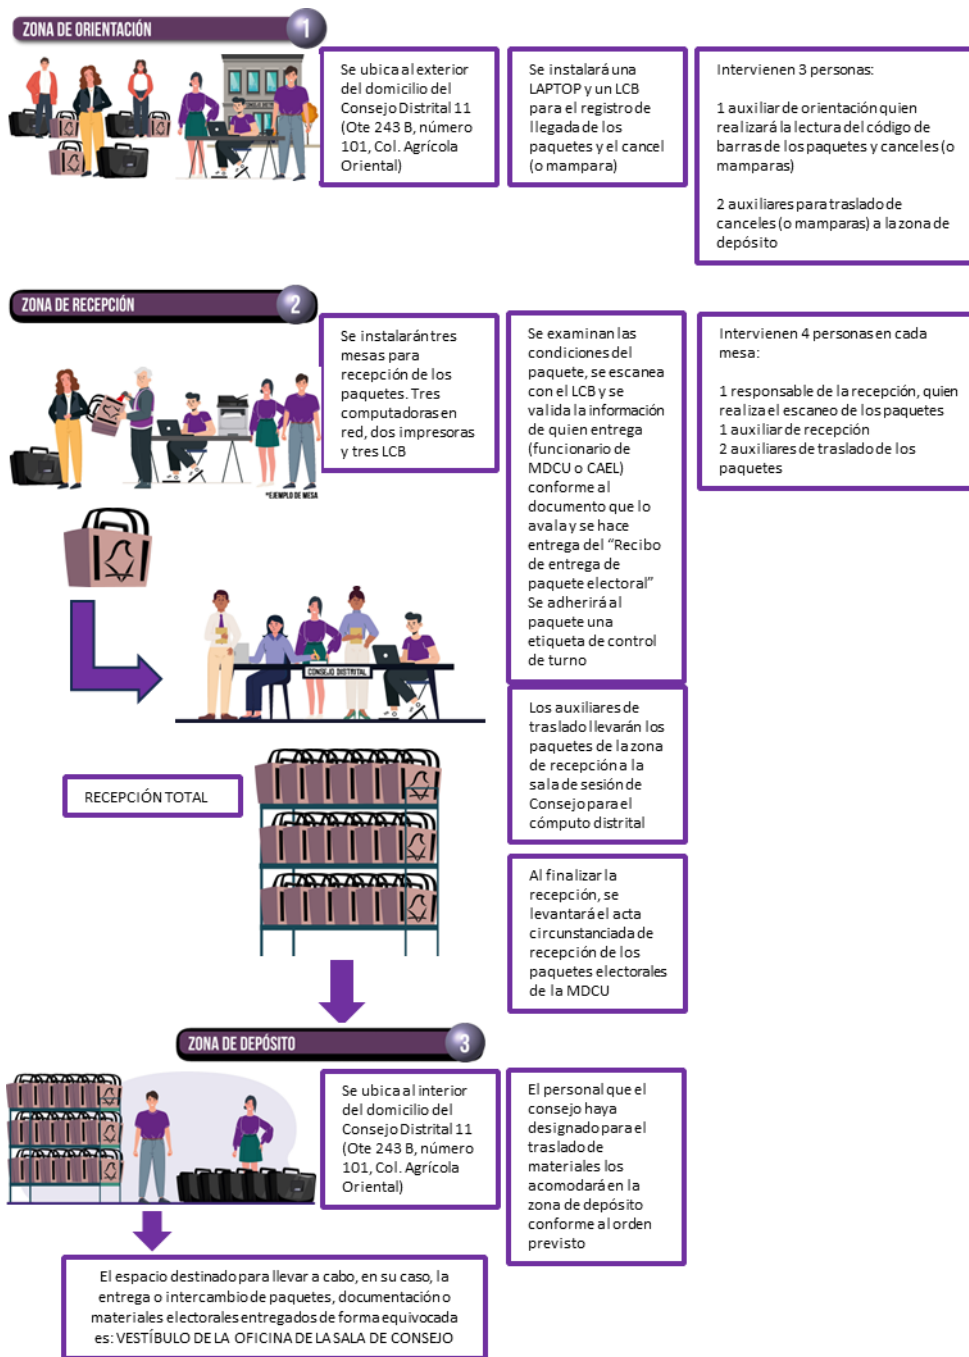 ZONA DE ORIENTACIÓN
1
Se ubica al exterior
del domicilio del
Consejo Distrital 11
(Ote 243 B, número
101, Col. Agrícola
Oriental)
Se instalará una
LAPTOP y un LCB
para el registro de
llegada de los
paquetes y el cancel
(o mampara)
Intervienen 3 personas:
1 auxiliar de orientación quien
realizará la lectura del código de
barras de los paquetes y canceles (o
mamparas)
2 auxiliares para traslado de
canceles (o mamparas) a la zona de
depósito
ZONA DE RECEPCIÓN
2
*EJEMPLO DE MESA
Se instalarán tres
mesas para
recepción de los
paquetes. Tres
computadoras en
red, dos impresoras
y tres LCB
Se examinan las
condiciones del
paquete, se escanea
con el LCB y se
valida la información
de quien entrega
(funcionario de
MDCU o CAEL)
conforme al
documento que lo
avala y se hace
entrega del “Recibo
de entrega de
paquete electoral”
Se adherirá al
paquete una
etiqueta de control
de turno
Intervienen 4 personas en cada
mesa:
1 responsable de la recepción, quien
realiza el escaneo de los paquetes
1 auxiliar de recepción
2 auxiliares de traslado de los
paquetes
CONSEJO DISTRITAL
Los auxiliares de
traslado llevarán los
paquetes de la zona
de recepción a la
sala de sesión de
Consejo para el
cómputo distrital
RECEPCIÓN TOTAL
Al finalizar la
recepción, se
levantará el acta
circunstanciada de
recepción de los
paquetes electorales
de la MDCU
ZONA DE DEPÓSITO
3
Se ubica al interior
del domicilio del
Consejo Distrital 11
(Ote 243 B, número
101, Col. Agrícola
Oriental)
El personal que el
consejo haya
designado para el
traslado de
materiales los
acomodará en la
zona de depósito
conforme al orden
previsto
El espacio destinado para llevar a cabo, en su caso, la
entrega o intercambio de paquetes, documentación o
materiales electorales entregados de forma equivocada
es: VESTÍBULO DE LA OFICINA DE LA SALA DE CONSEJO